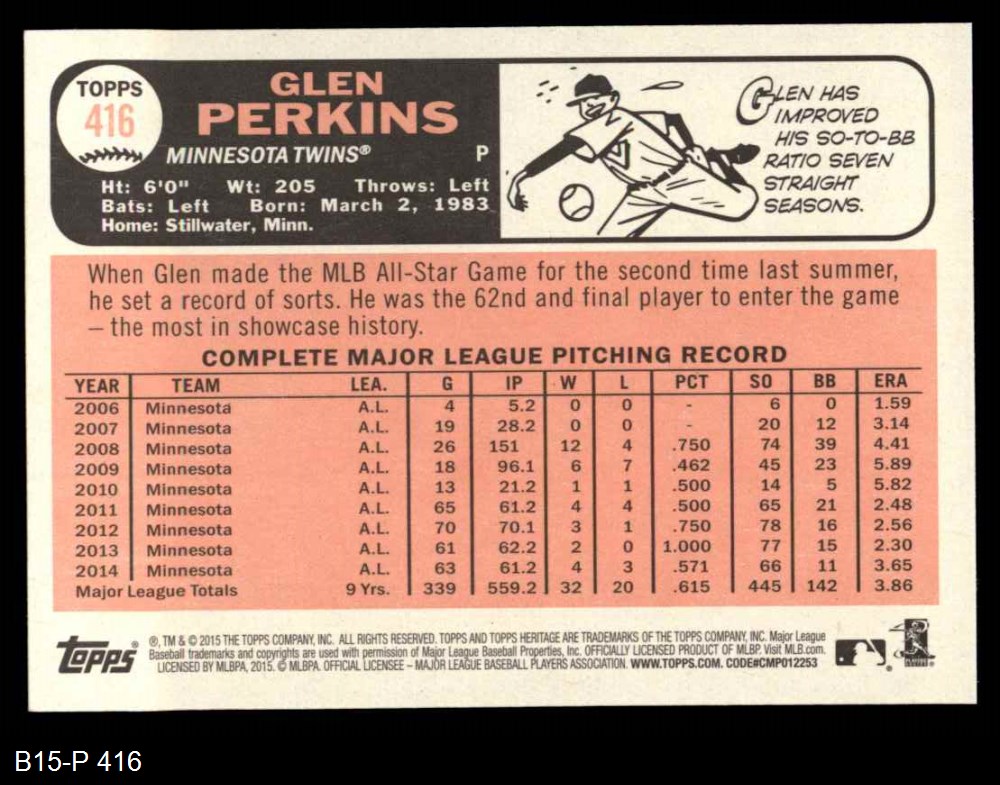 TOPPS
416
GLEN
PERKINS
MINNESOTA TWINS® P
Ht: 6'0" Wt: 205 Throws: Left
Bats: Left Born: March 2, 1983
Home: Stillwater, Minn.
GLEN HAS
IMPROVED
HIS SO-TO-BB
RATIO SEVEN
STRAIGHT
SEASONS.
When Glen made the MLB All-Star Game for the second time last summer,
he set a record of sorts. He was the 62nd and final player to enter the game
– the most in showcase history.
COMPLETE MAJOR LEAGUE PITCHING RECORD
YEAR TEAM LEA. G IP W L PCT SO BB ERA
2006 Minnesota A.L. 4 5.2 0 0 - 6 0 1.59
2007 Minnesota A.L. 19 28.2 0 0 - 20 12 3.14
2008 Minnesota A.L. 26 151 12 4 .750 74 39 4.41
2009 Minnesota A.L. 18 96.1 6 7 .462 45 23 5.89
2010 Minnesota A.L. 13 21.2 1 1 .500 14 5 5.82
2011 Minnesota A.L. 65 61.2 4 4 .500 65 21 2.48
2012 Minnesota A.L. 70 70.1 3 1 .750 78 16 2.56
2013 Minnesota A.L. 61 62.2 2 0 1.000 77 15 2.30
2014 Minnesota A.L. 63 61.2 4 3 .571 66 11 3.65
Major League Totals 9 Yrs. 339 559.2 32 20 .615 445 142 3.86
topps®
®, TM & © 2015 THE TOPPS COMPANY, INC. ALL RIGHTS RESERVED. TOPPS AND TOPPS HERITAGE ARE TRADEMARKS OF THE TOPPS COMPANY, INC. Major League
Baseball trademarks and copyrights are used with permission of Major League Baseball Properties, Inc. OFFICIALLY LICENSED PRODUCT OF MLBP. Visit MLB.com.
LICENSED BY MLBPA, 2015. © MLBPA. OFFICIAL LICENSEE – MAJOR LEAGUE BASEBALL PLAYERS ASSOCIATION. WWW.TOPPS.COM. CODE#CMP012253
B15-P 416